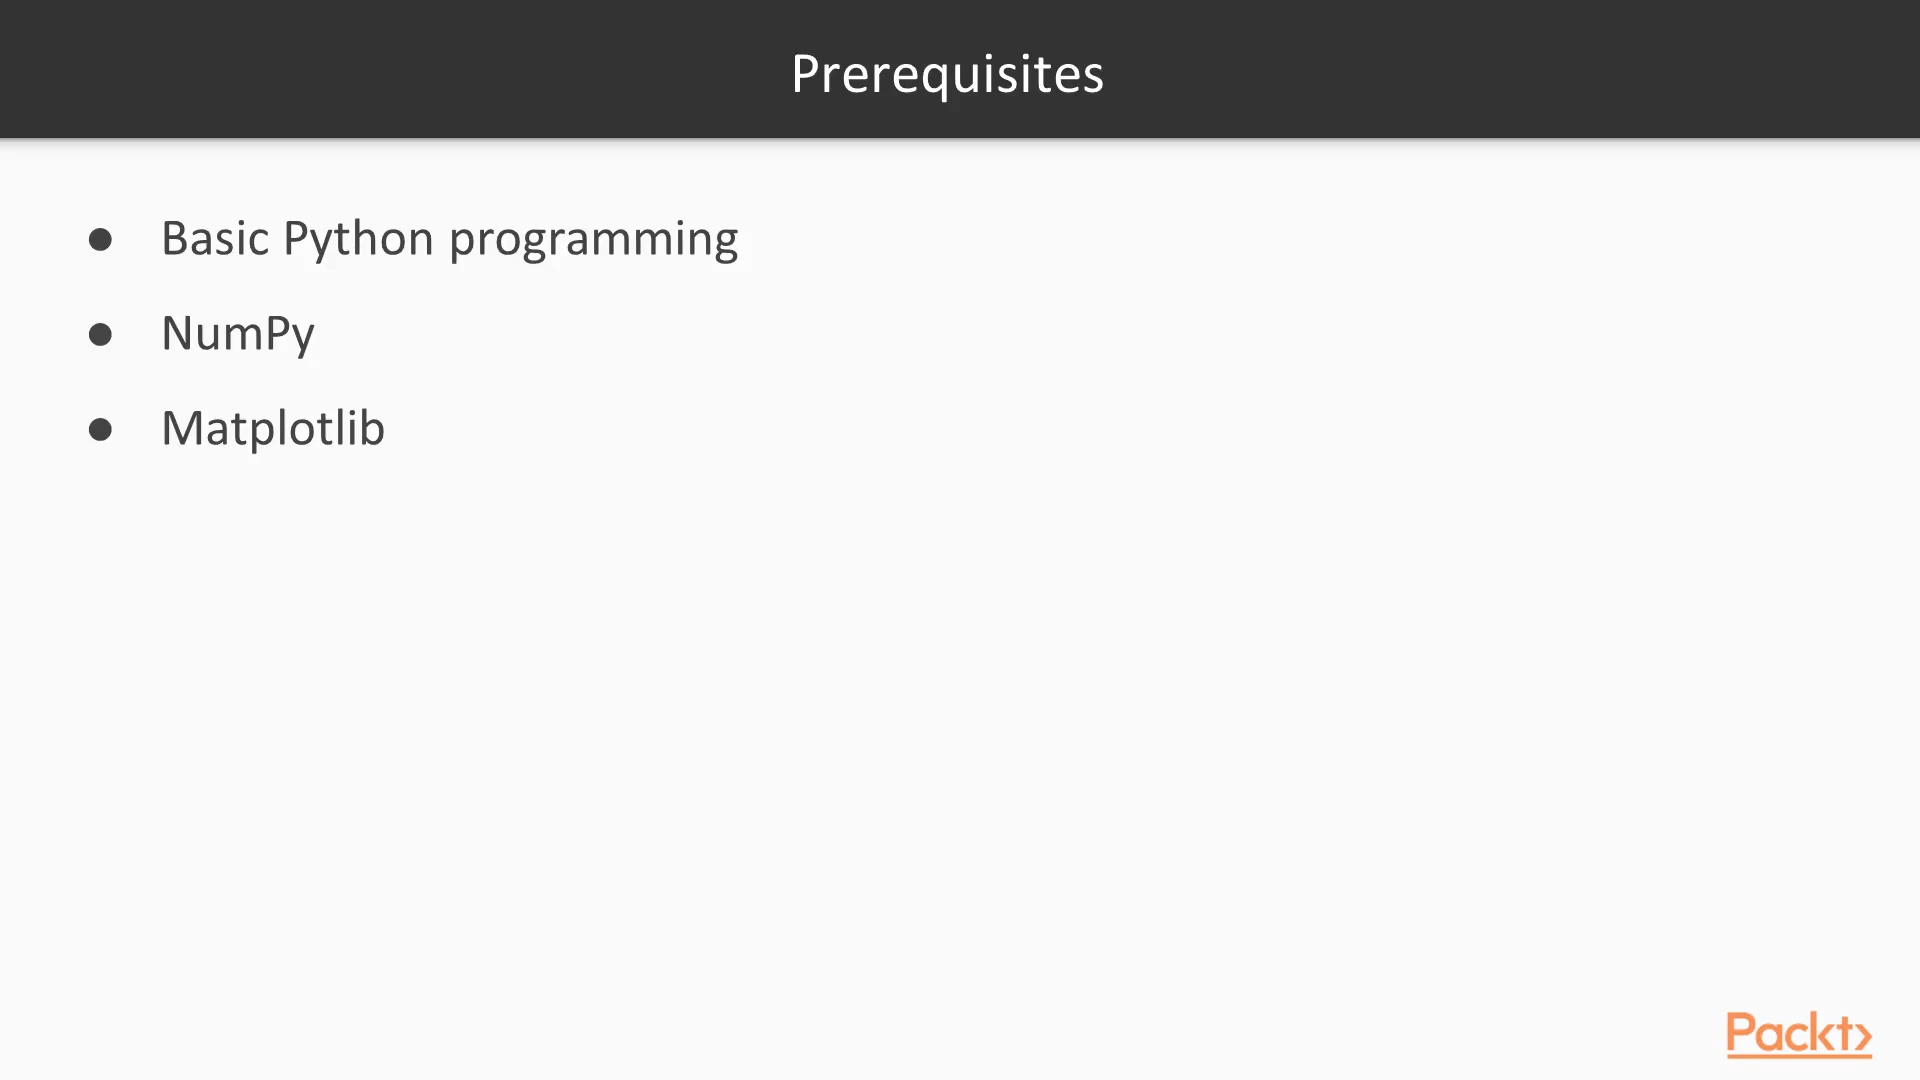 Prerequisites
● Basic Python programming
● NumPy
● Matplotlib
Packt>